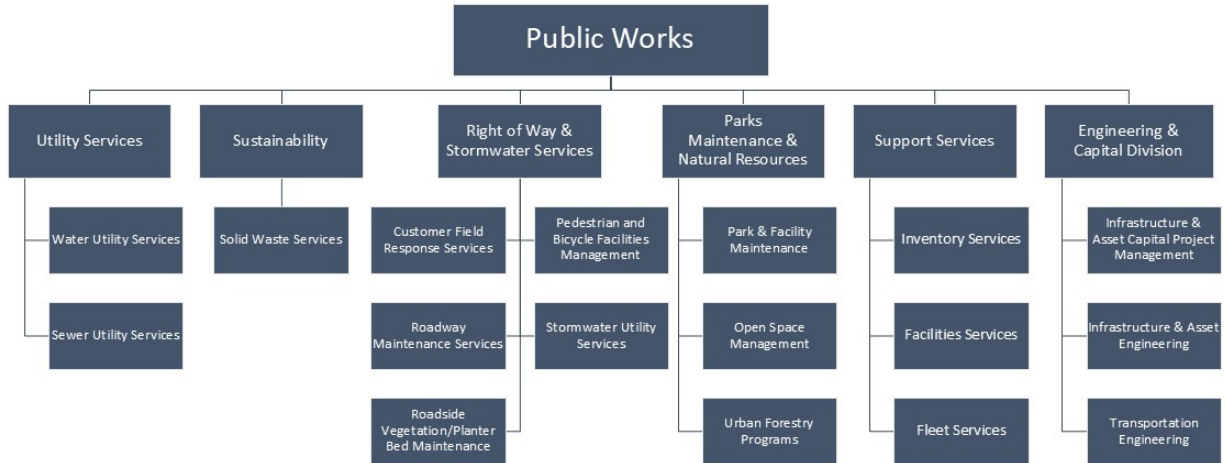 Public Works
Utility Services
Sustainability
Right of Way &
Stormwater Services
Parks
Maintenance &
Natural Resources
Support Services
Engineering &
Capital Division
Water Utility Services
Sewer Utility Services
Solid Waste Services
Customer Field
Response Services
Pedestrian and
Bicycle Facilities
Management
Roadway
Maintenance Services
Stormwater Utility
Services
Roadside
Vegetation/Planter
Bed Maintenance
Park & Facility
Maintenance
Open Space
Management
Urban Forestry
Programs
Inventory Services
Facilities Services
Fleet Services
Infrastructure &
Asset Capital Project
Management
Infrastructure & Asset
Engineering
Transportation
Engineering